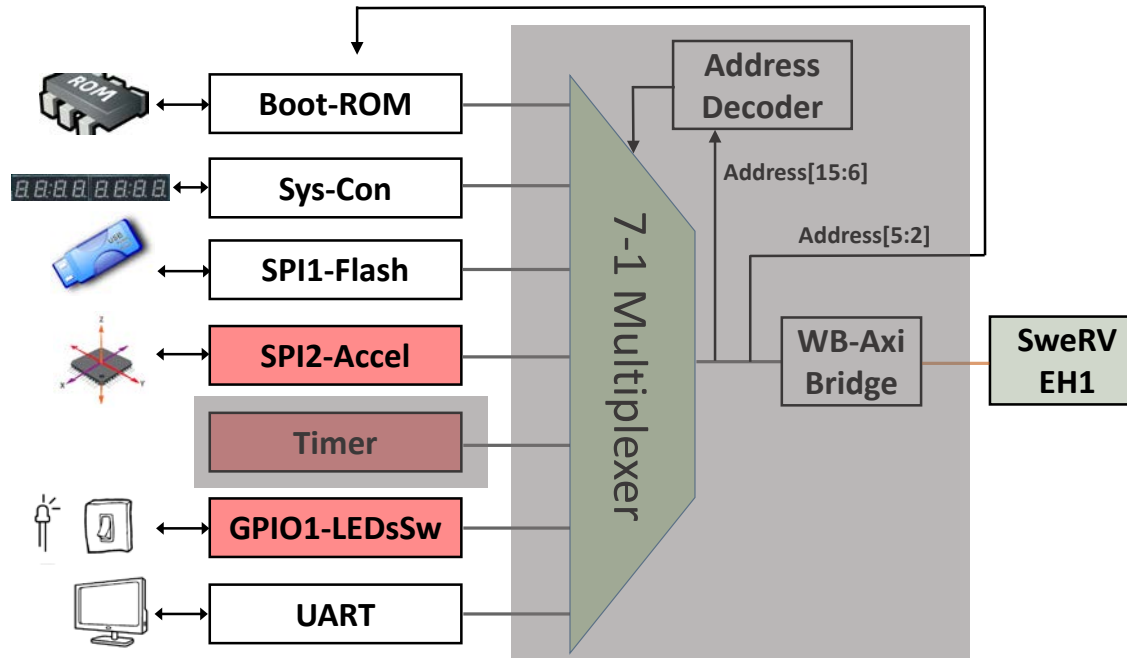 ROM
Boot-ROM
Address
Decoder
Address[15:6]
Sys-Con
Address[5:2]
USB
SPI1-Flash
7-1 Multiplexer
Z
X
Y
SPI2-Accel
WB-Axi
Bridge
SweRV
EH1
Timer
GPIO1-LEDsSw
UART